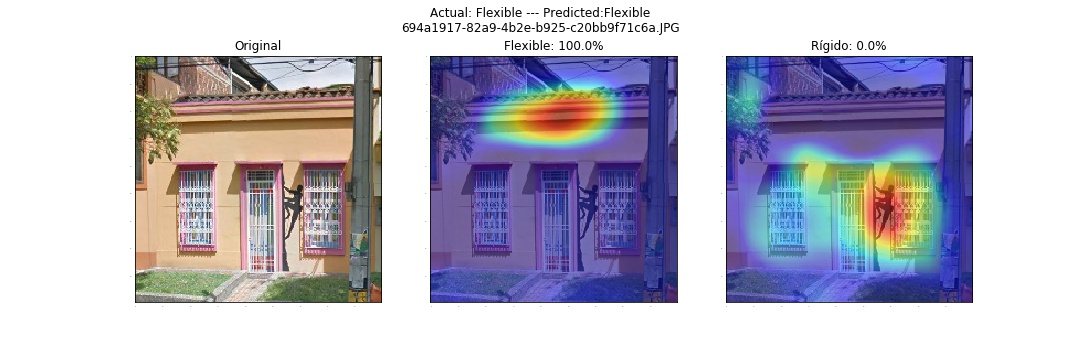 Actual: Flexible --- Predicted:Flexible
694a1917-82a9-4b2e-b925-c20bb9f71c6a.JPG
Original
Flexible: 100.0%
Rígido: 0.0%